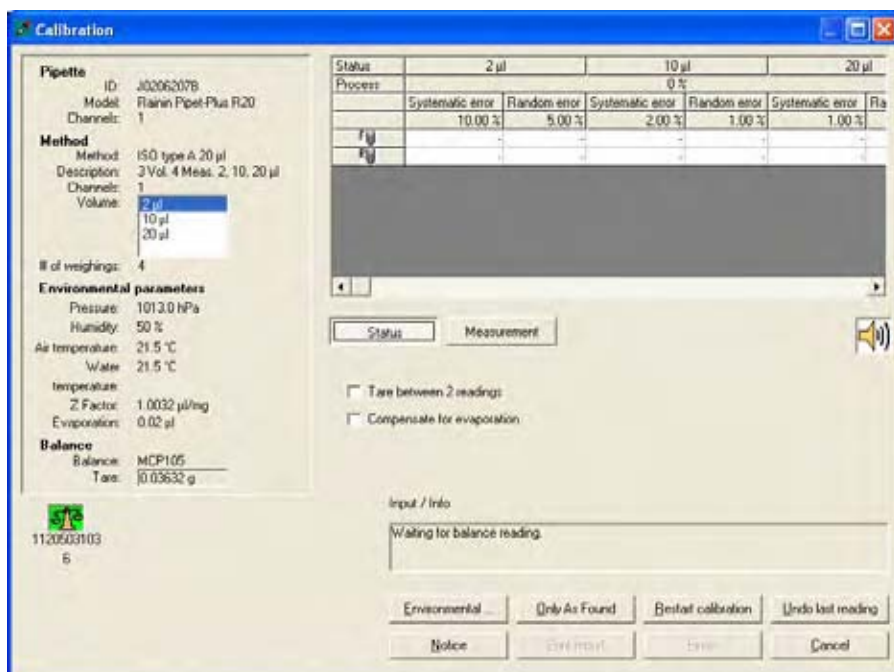 Calibration
Pipette
ID: J0206207B
Model: Rainin Pipet-Plus R20
Channels: 1
Method
Method: ISO type A 20 µl
Description: 3 Vol. 4 Meas. 2, 10, 20 µl
Channels: 1
Volume: 2 µl
10 µl
20 µl
# of weighings: 4
Environmental parameters
Pressure: 1013.0 hPa
Humidity: 50 %
Air temperature: 21.5 °C
Water 21.5 °C
temperature:
Z Factor: 1.0032 µl/mg
Evaporation: 0.02 µl
Balance
Balance: MCP105
Tare: 0.03632 g
1120503103
6
Status 2 µl 10 µl 20 µl
Process 0 %
Systematic error Random error Systematic error Random error Systematic error Ra
10.00 % 5.00 % 2.00 % 1.00 % 1.00 %
- - - - -
- - - - -
Status Measurement
Tare between 2 readings
Compensate for evaporation
Input / Info
Waiting for balance reading.
Environmental ... Only As Found Restart calibration Undo last reading
Notice Cancel